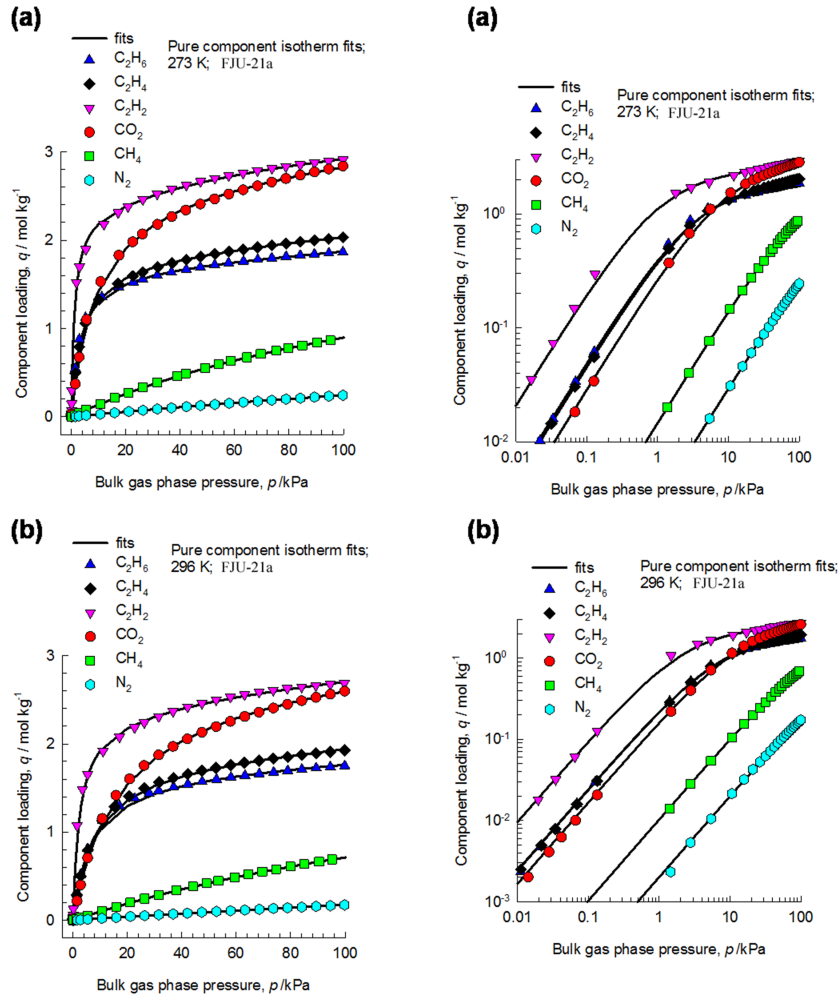 (a)
fits
C2H6
C2H4
C2H2
CO2
CH4
N2
Pure component isotherm fits;
273 K; FJU-21a
Component loading, q / mol kg-1
3
2
1
0
0 20 40 60 80 100
Bulk gas phase pressure, p /kPa
(a)
fits
C2H6
C2H4
C2H2
CO2
CH4
N2
Pure component isotherm fits;
273 K; FJU-21a
Component loading, q / mol kg-1
100
10-1
10-2
0.01 0.1 1 10 100
Bulk gas phase pressure, p /kPa
(b)
fits
C2H6
C2H4
C2H2
CO2
CH4
N2
Pure component isotherm fits;
296 K; FJU-21a
Component loading, q / mol kg-1
3
2
1
0
0 20 40 60 80 100
Bulk gas phase pressure, p /kPa
(b)
fits
C2H6
C2H4
C2H2
CO2
CH4
N2
Pure component isotherm fits;
296 K; FJU-21a
Component loading, q / mol kg-1
100
10-1
10-2
10-3
0.01 0.1 1 10 100
Bulk gas phase pressure, p /kPa